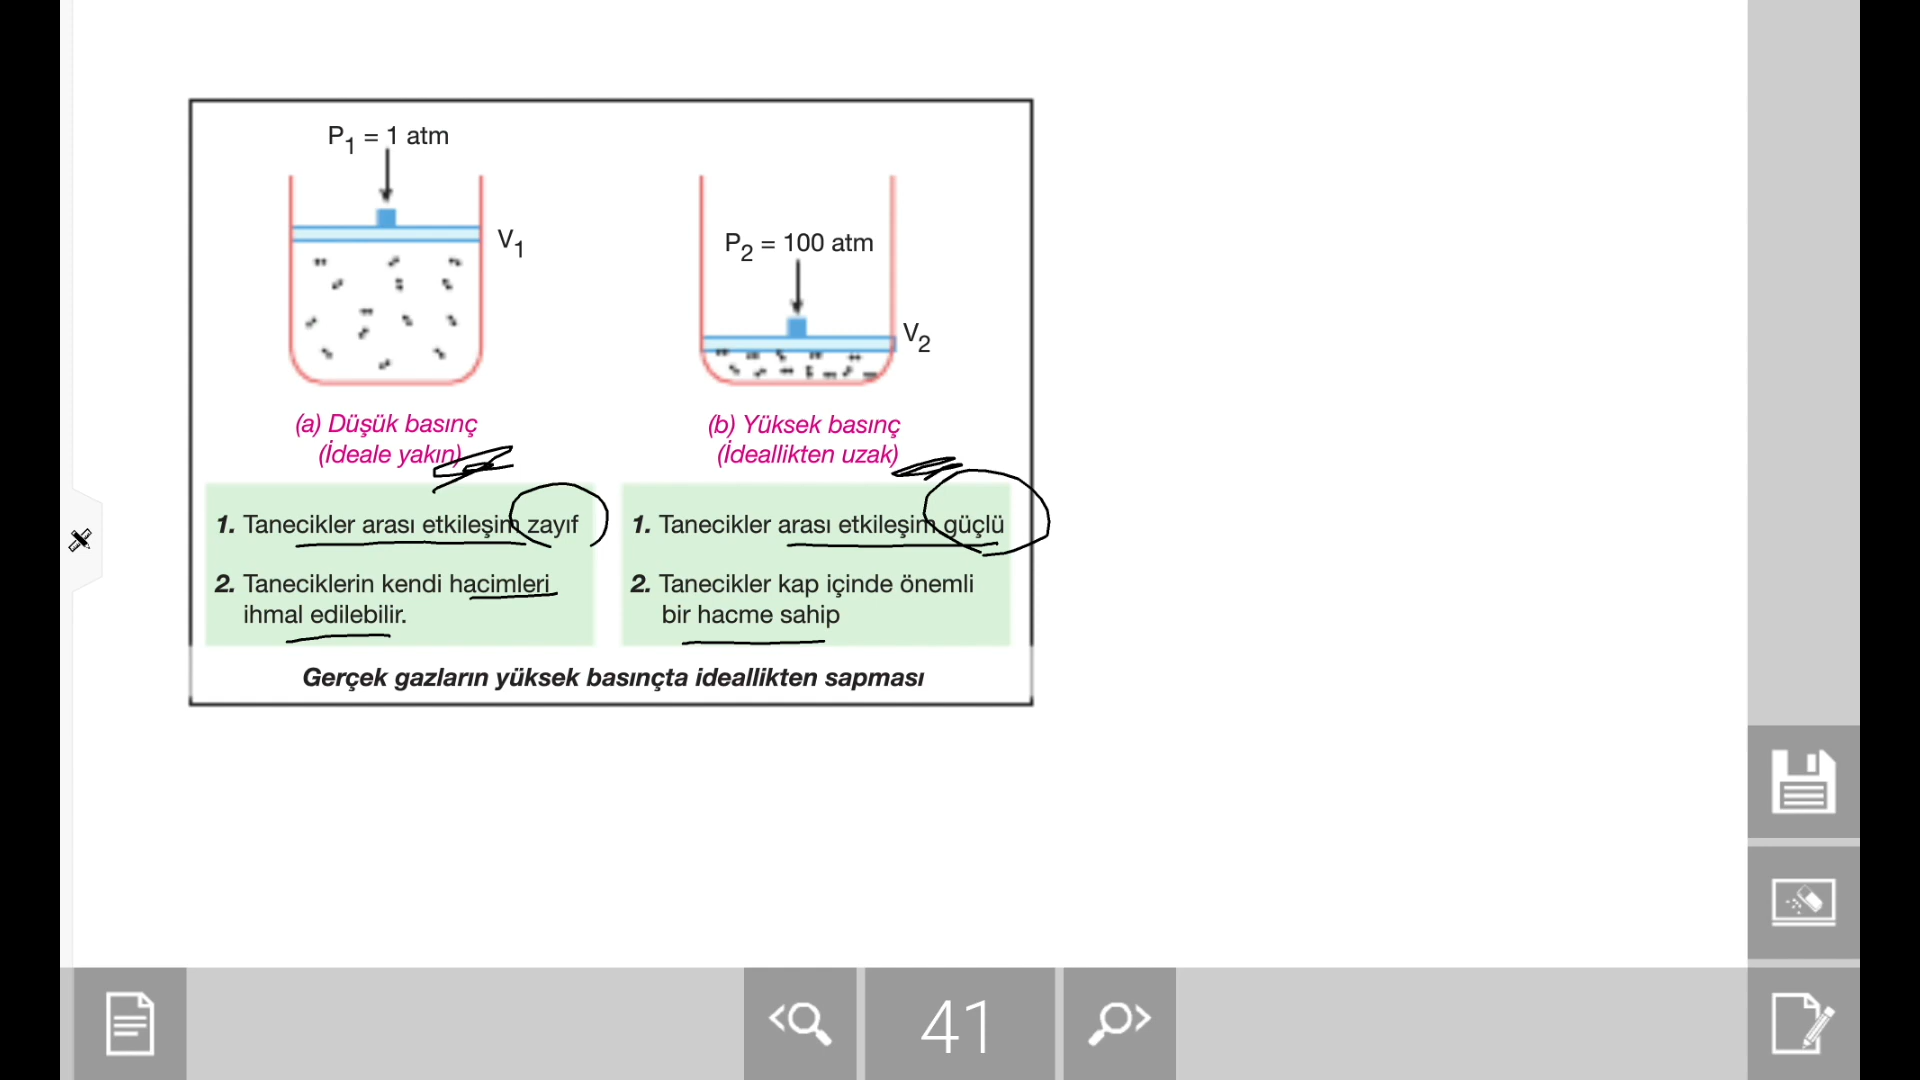 P1 = 1 atm
V1
P2 = 100 atm
V2
(a) Düşük basınç
(İdeale yakın)
(b) Yüksek basınç
(İdeallikten uzak)
1. Tanecikler arası etkileşim zayıf
2. Taneciklerin kendi hacimleri
ihmal edilebilir.
1. Tanecikler arası etkileşim güçlü
2. Tanecikler kap içinde önemli
bir hacme sahip
Gerçek gazların yüksek basınçta ideallikten sapması
41